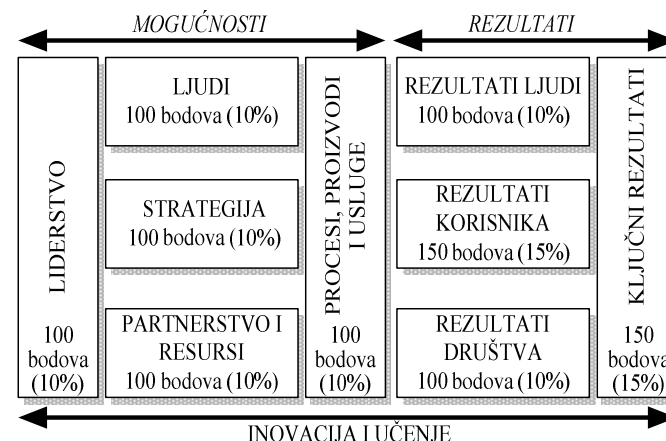 MOGUĆNOSTI
REZULTATI
LIDERSTVO
100
bodova
(10%)
LJUDI
100 bodova (10%)
STRATEGIJA
100 bodova (10%)
PARTNERSTVO I
RESURSI
100 bodova (10%)
PROCESI, PROIZVODI
I USLUGE
100
bodova
(10%)
REZULTATI LJUDI
100 bodova (10%)
REZULTATI
KORISNIKA
150 bodova (15%)
REZULTATI
DRUŠTVA
100 bodova (10%)
KLJUČNI REZULTATI
150
bodova
(15%)
INOVACIJA I UČENJE